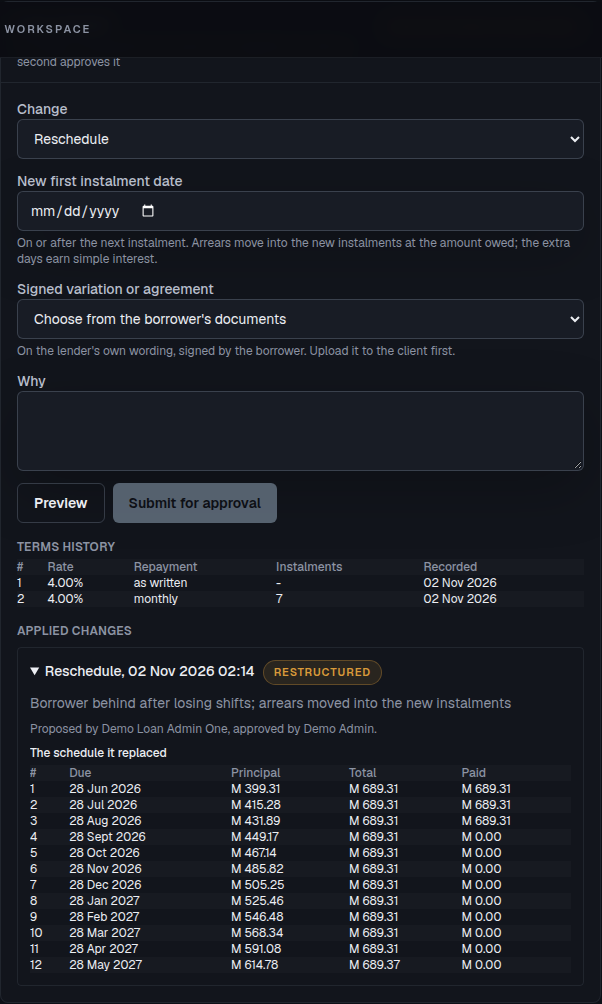 WORKSPACE
second approves it
Change
Reschedule
New first instalment date
mm/dd/yyyy
On or after the next instalment. Arrears move into the new instalments at the amount owed; the extra
days earn simple interest.
Signed variation or agreement
Choose from the borrower's documents
On the lender's own wording, signed by the borrower. Upload it to the client first.
Why
Preview Submit for approval
TERMS HISTORY
# Rate Repayment Instalments Recorded
1 4.00% as written - 02 Nov 2026
2 4.00% monthly 7 02 Nov 2026
APPLIED CHANGES
▼ Reschedule, 02 Nov 2026 02:14 RESTRUCTURED
Borrower behind after losing shifts; arrears moved into the new instalments
Proposed by Demo Loan Admin One, approved by Demo Admin.
The schedule it replaced
# Due Principal Total Paid
1 28 Jun 2026 M 399.31 M 689.31 M 689.31
2 28 Jul 2026 M 415.28 M 689.31 M 689.31
3 28 Aug 2026 M 431.89 M 689.31 M 689.31
4 28 Sept 2026 M 449.17 M 689.31 M 0.00
5 28 Oct 2026 M 467.14 M 689.31 M 0.00
6 28 Nov 2026 M 485.82 M 689.31 M 0.00
7 28 Dec 2026 M 505.25 M 689.31 M 0.00
8 28 Jan 2027 M 525.46 M 689.31 M 0.00
9 28 Feb 2027 M 546.48 M 689.31 M 0.00
10 28 Mar 2027 M 568.34 M 689.31 M 0.00
11 28 Apr 2027 M 591.08 M 689.31 M 0.00
12 28 May 2027 M 614.78 M 689.37 M 0.00